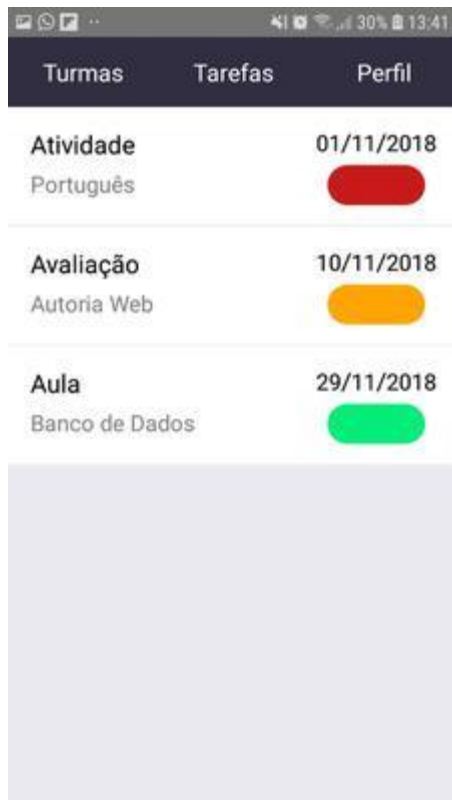 30% 13:41
Turmas Tarefas Perfil
Atividade 01/11/2018
Português
Avaliação 10/11/2018
Autoria Web
Aula 29/11/2018
Banco de Dados